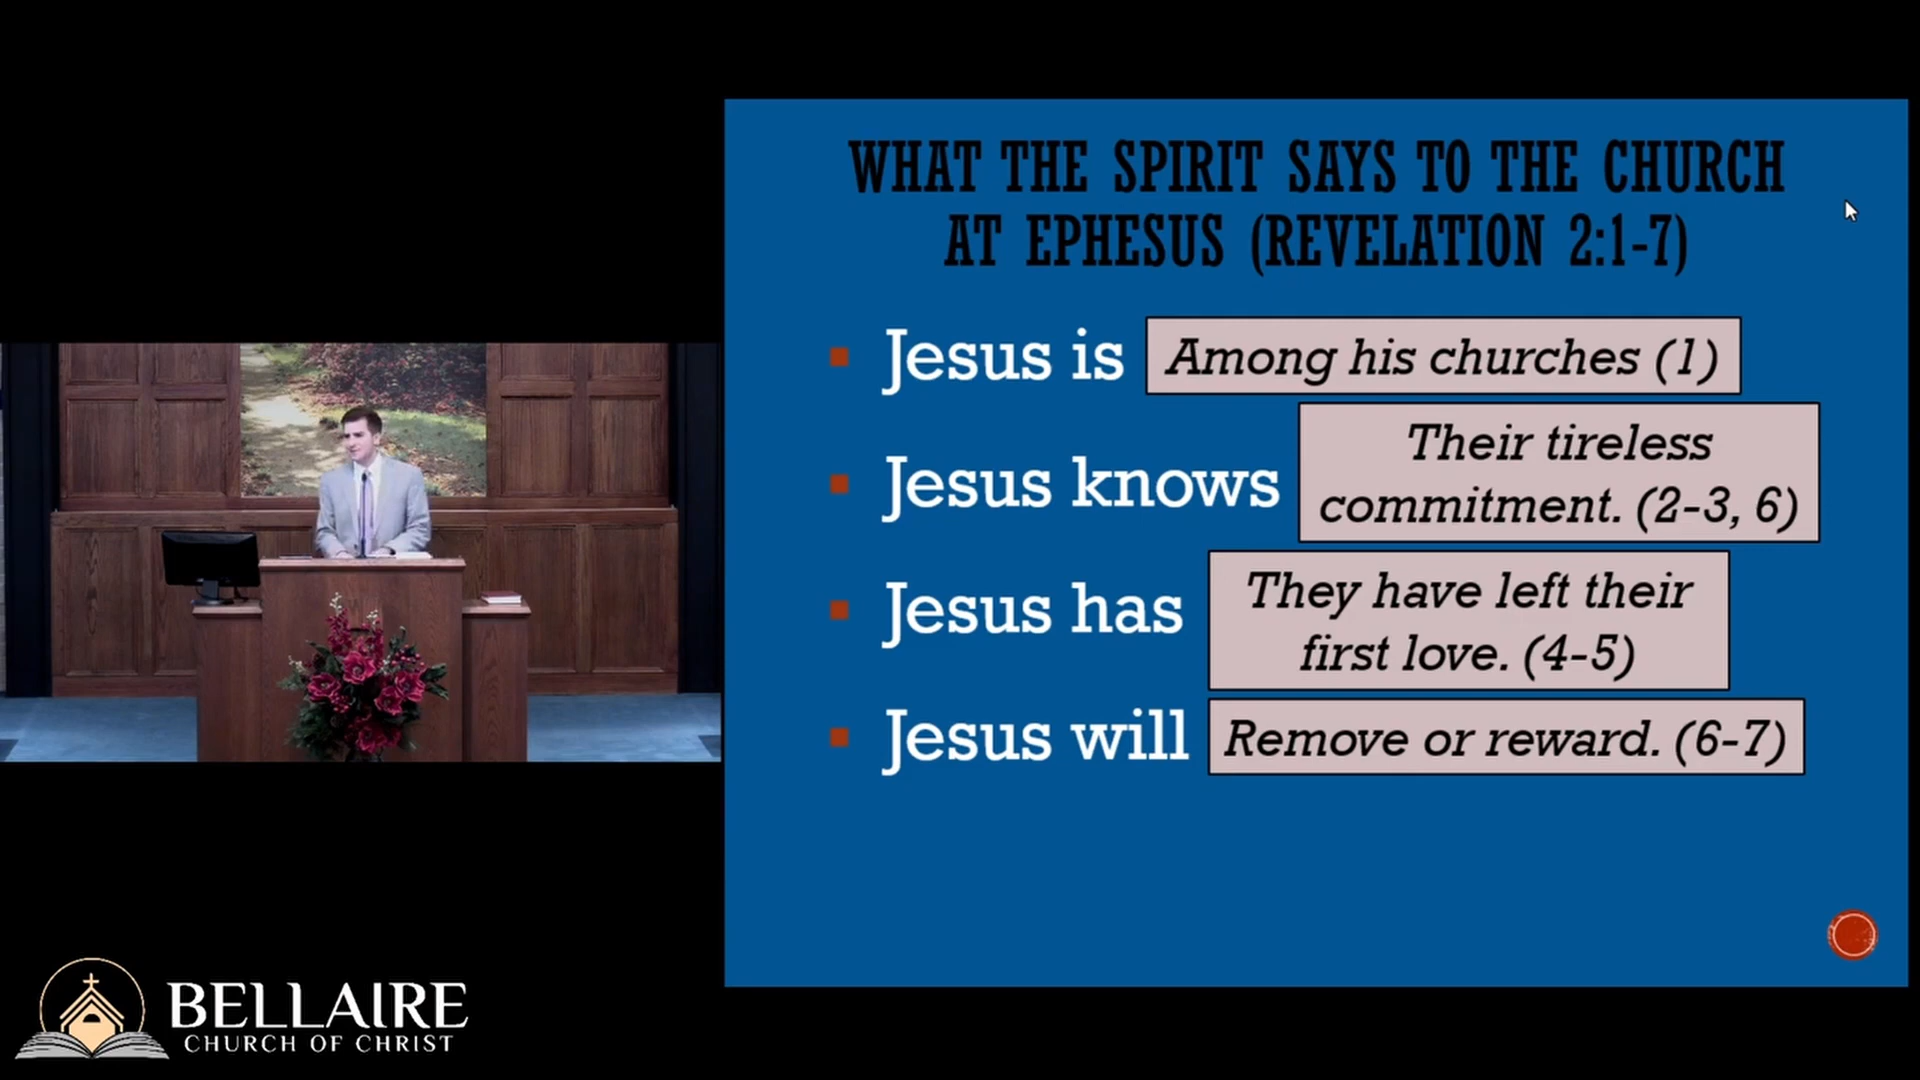 WHAT THE SPIRIT SAYS TO THE CHURCH
AT EPHESUS (REVELATION 2:1-7)
Jesus is Among his churches (1)
Jesus knows Their tireless
commitment. (2-3, 6)
Jesus has They have left their
first love. (4-5)
Jesus will Remove or reward. (6-7)
BELLAIRE
CHURCH OF CHRIST